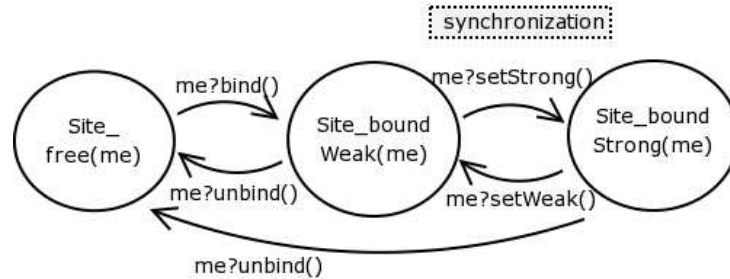 synchronization
me?bind()
me?setStrong()
Site_
free(me)
Site_bound
Weak(me)
Site_bound
Strong(me)
me?unbind()
me?setWeak()
me?unbind()